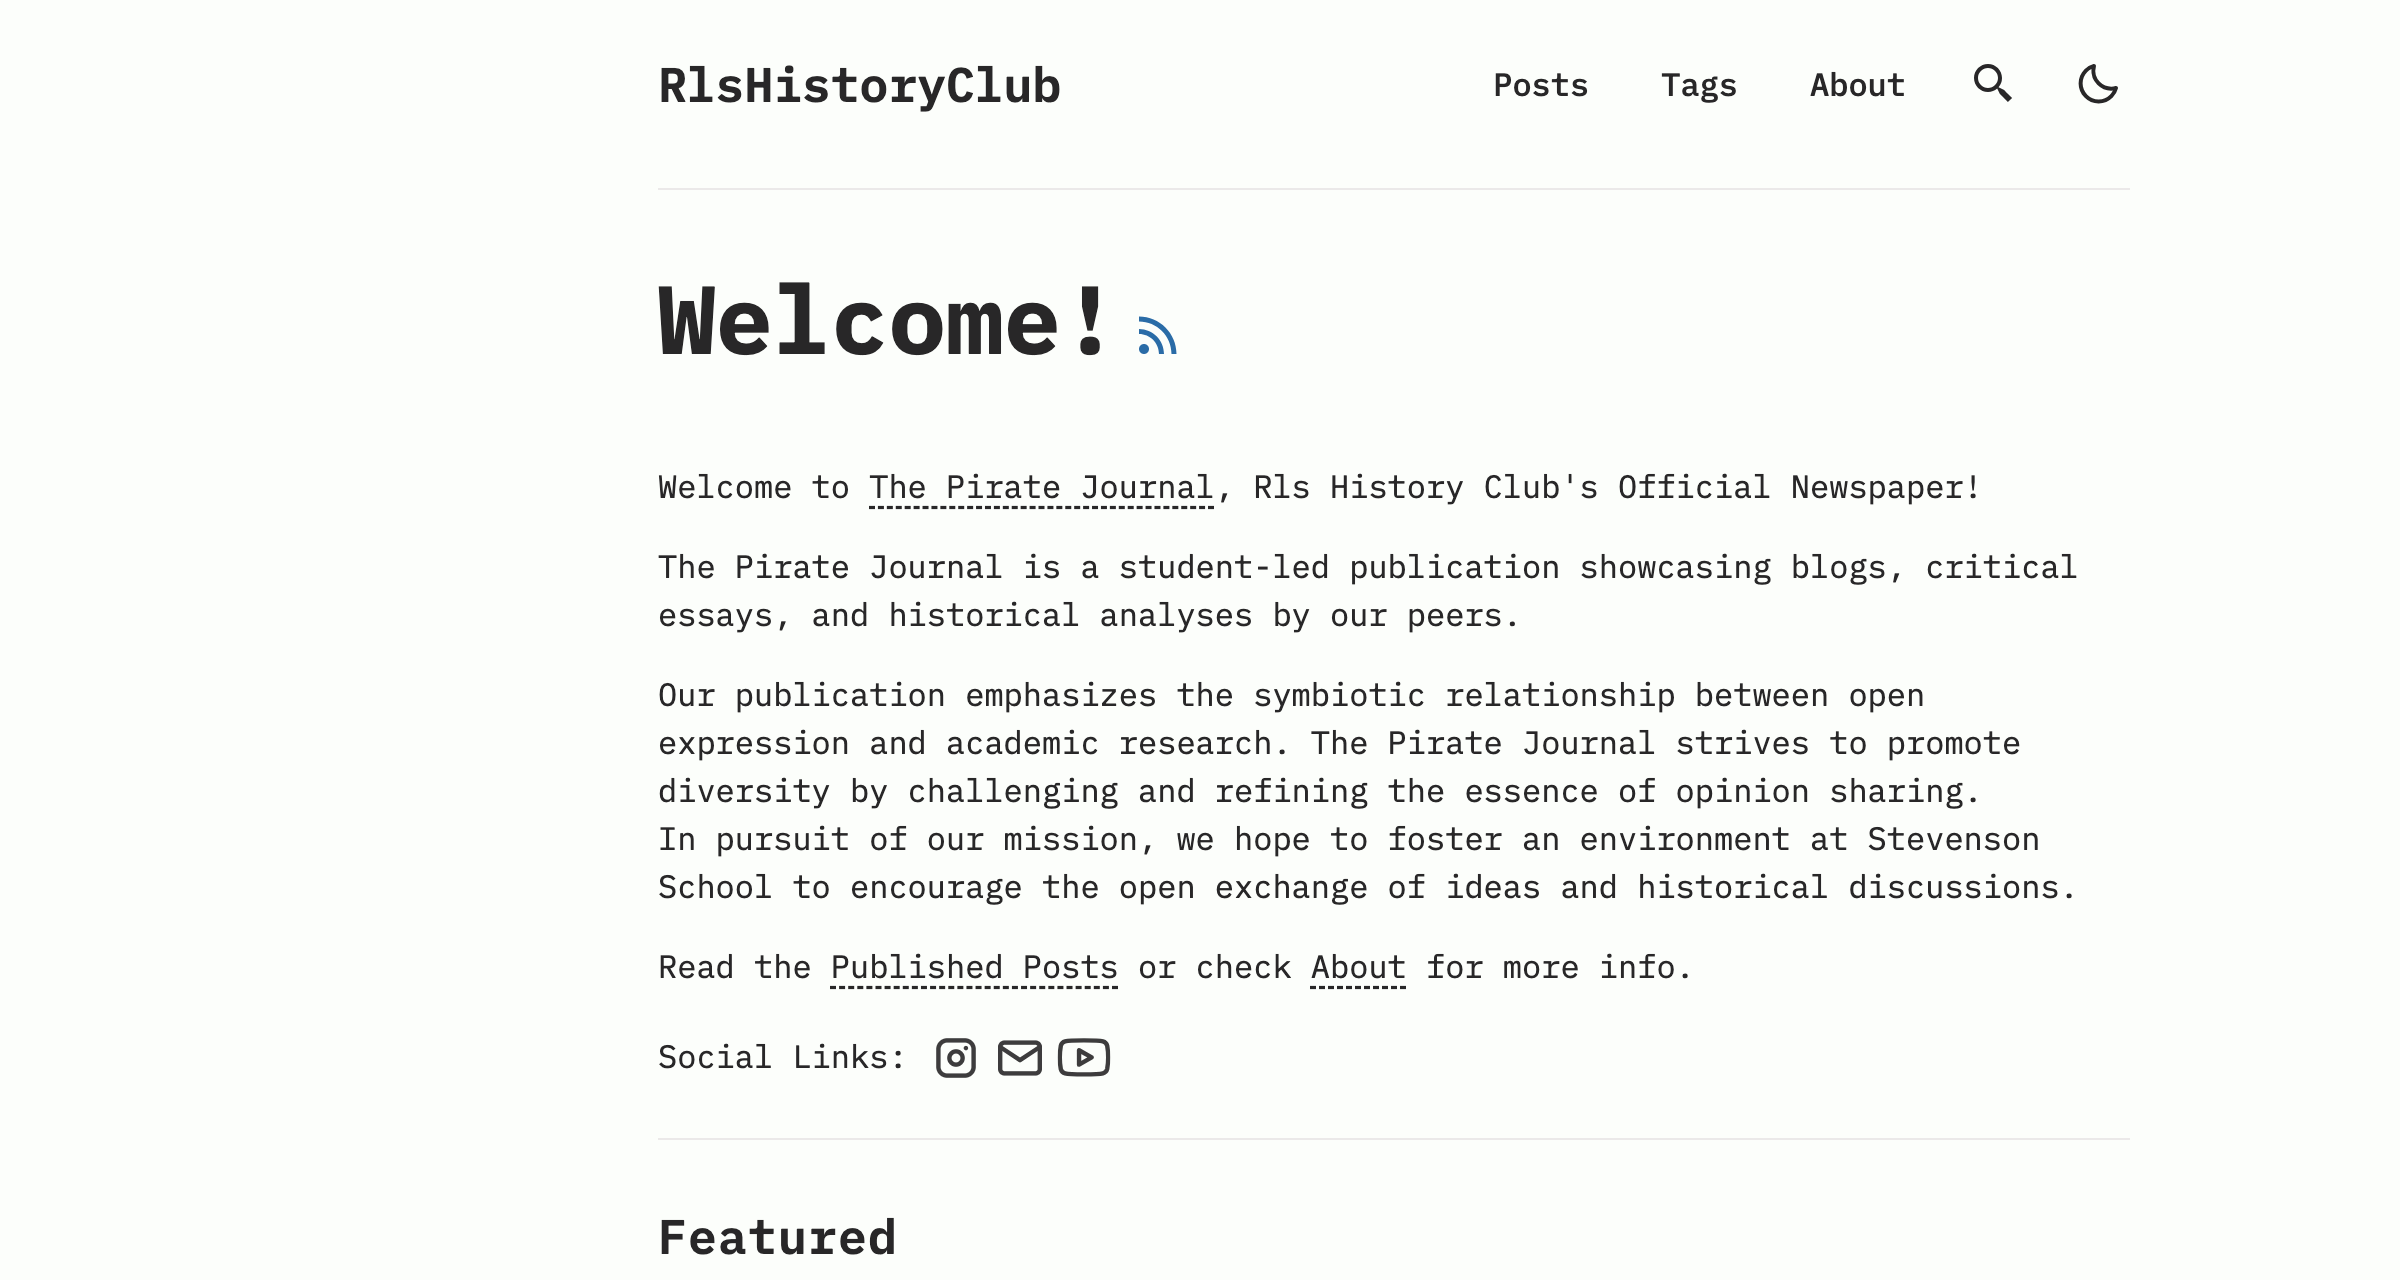 RlsHistoryClub
Posts
Tags
About
Welcome!
Welcome to The Pirate Journal, Rls History Club's Official Newspaper!
The Pirate Journal is a student-led publication showcasing blogs, critical
essays, and historical analyses by our peers.
Our publication emphasizes the symbiotic relationship between open
expression and academic research. The Pirate Journal strives to promote
diversity by challenging and refining the essence of opinion sharing.
In pursuit of our mission, we hope to foster an environment at Stevenson
School to encourage the open exchange of ideas and historical discussions.
Read the Published Posts or check About for more info.
Social Links:
Featured